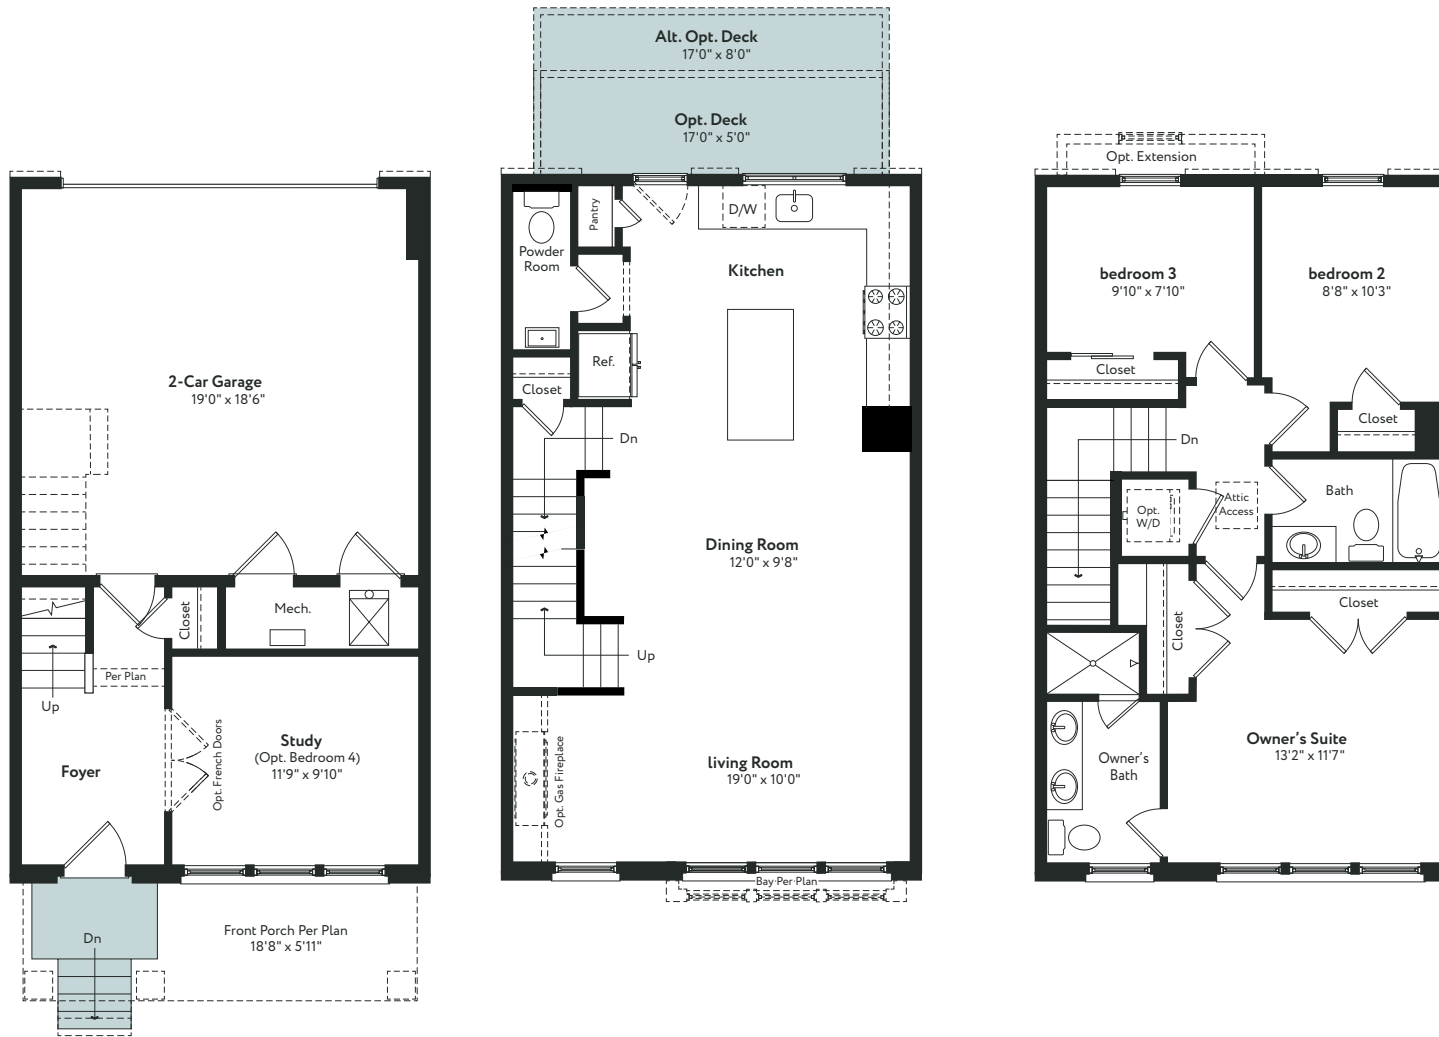 2-Car Garage
19'0" x 18'6"
Closet
Mech.
Per Plan
Up
Foyer
Study
(Opt. Bedroom 4)
11'9" x 9'10"
Opt. French Doors
Dn
Front Porch Per Plan
18'8" x 5'11"
Alt. Opt. Deck
17'0" x 8'0"
Opt. Deck
17'0" x 5'0"
Pantry
D/W
Powder
Room
Kitchen
Ref.
Closet
Dn
Dining Room
12'0" x 9'8"
Up
Opt. Gas Fireplace
living Room
19'0" x 10'0"
Bay Per Plan
Opt. Extension
bedroom 3
9'10" x 7'10"
bedroom 2
8'8" x 10'3"
Closet
Closet
Dn
Opt.
W/D
Attic
Access
Bath
Closet
Closet
Owner's Suite
13'2" x 11'7"
Owner's
Bath